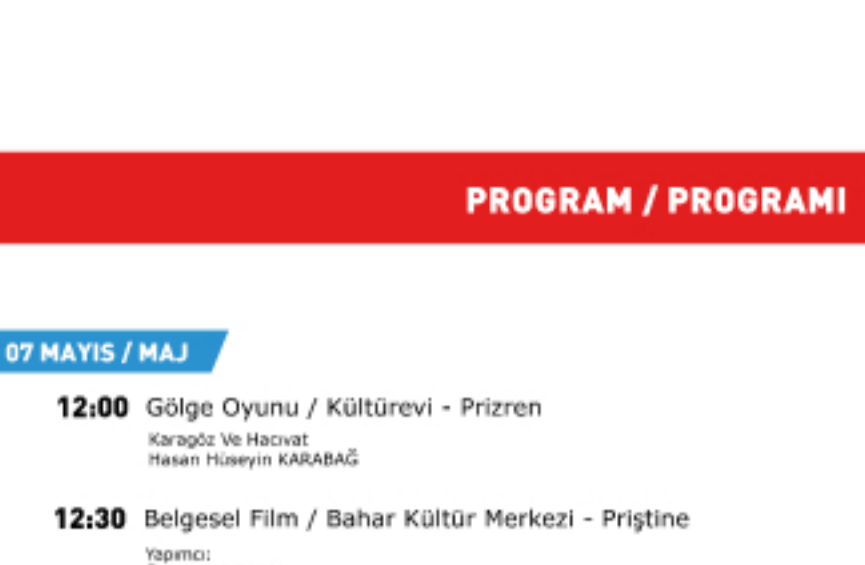 PROGRAM / PROGRAMI
07 MAYIS / MAJ
12:00 Gölge Oyunu / Kültürevi - Prizren
Karagöz Ve Hacıvat
Hasan Hüseyin KARABAĞ
12:30 Belgesel Film / Bahar Kültür Merkezi - Priştine
Yapımcı: